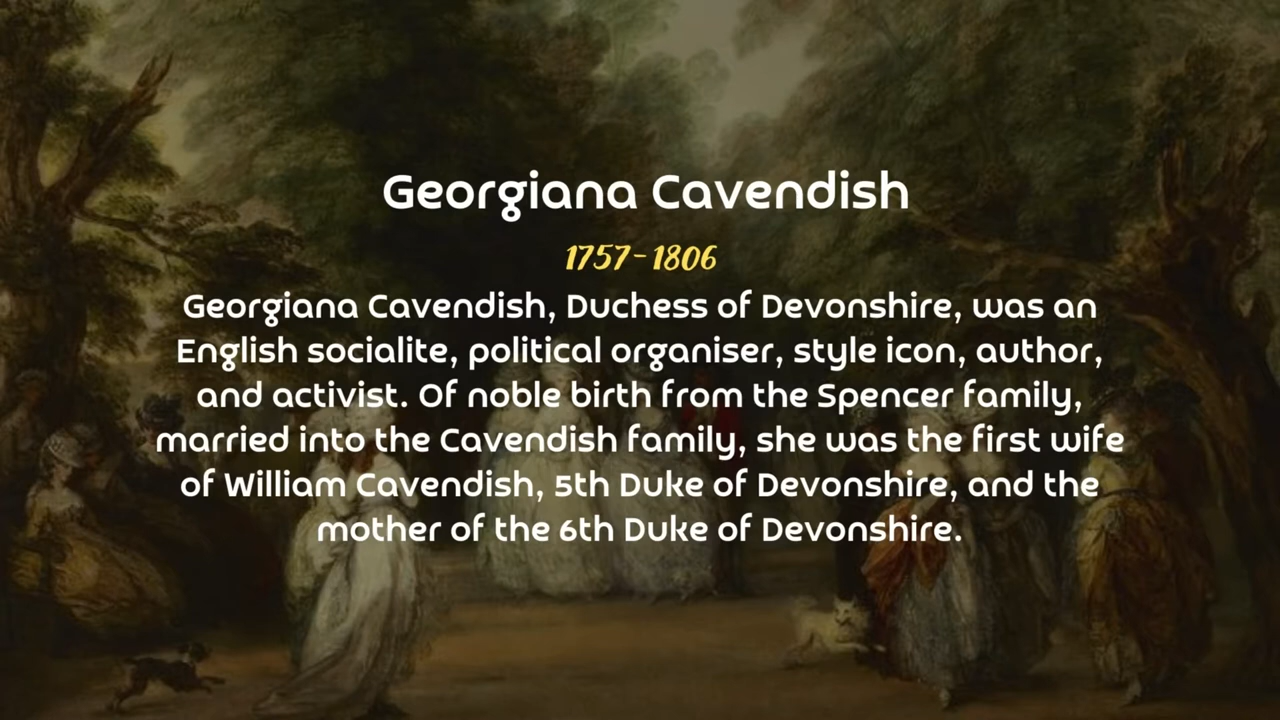 Georgiana Cavendish
1757-1806
Georgiana Cavendish, Duchess of Devonshire, was an
English socialite, political organiser, style icon, author,
and activist. Of noble birth from the Spencer family,
married into the Cavendish family, she was the first wife
of William Cavendish, 5th Duke of Devonshire, and the
mother of the 6th Duke of Devonshire.